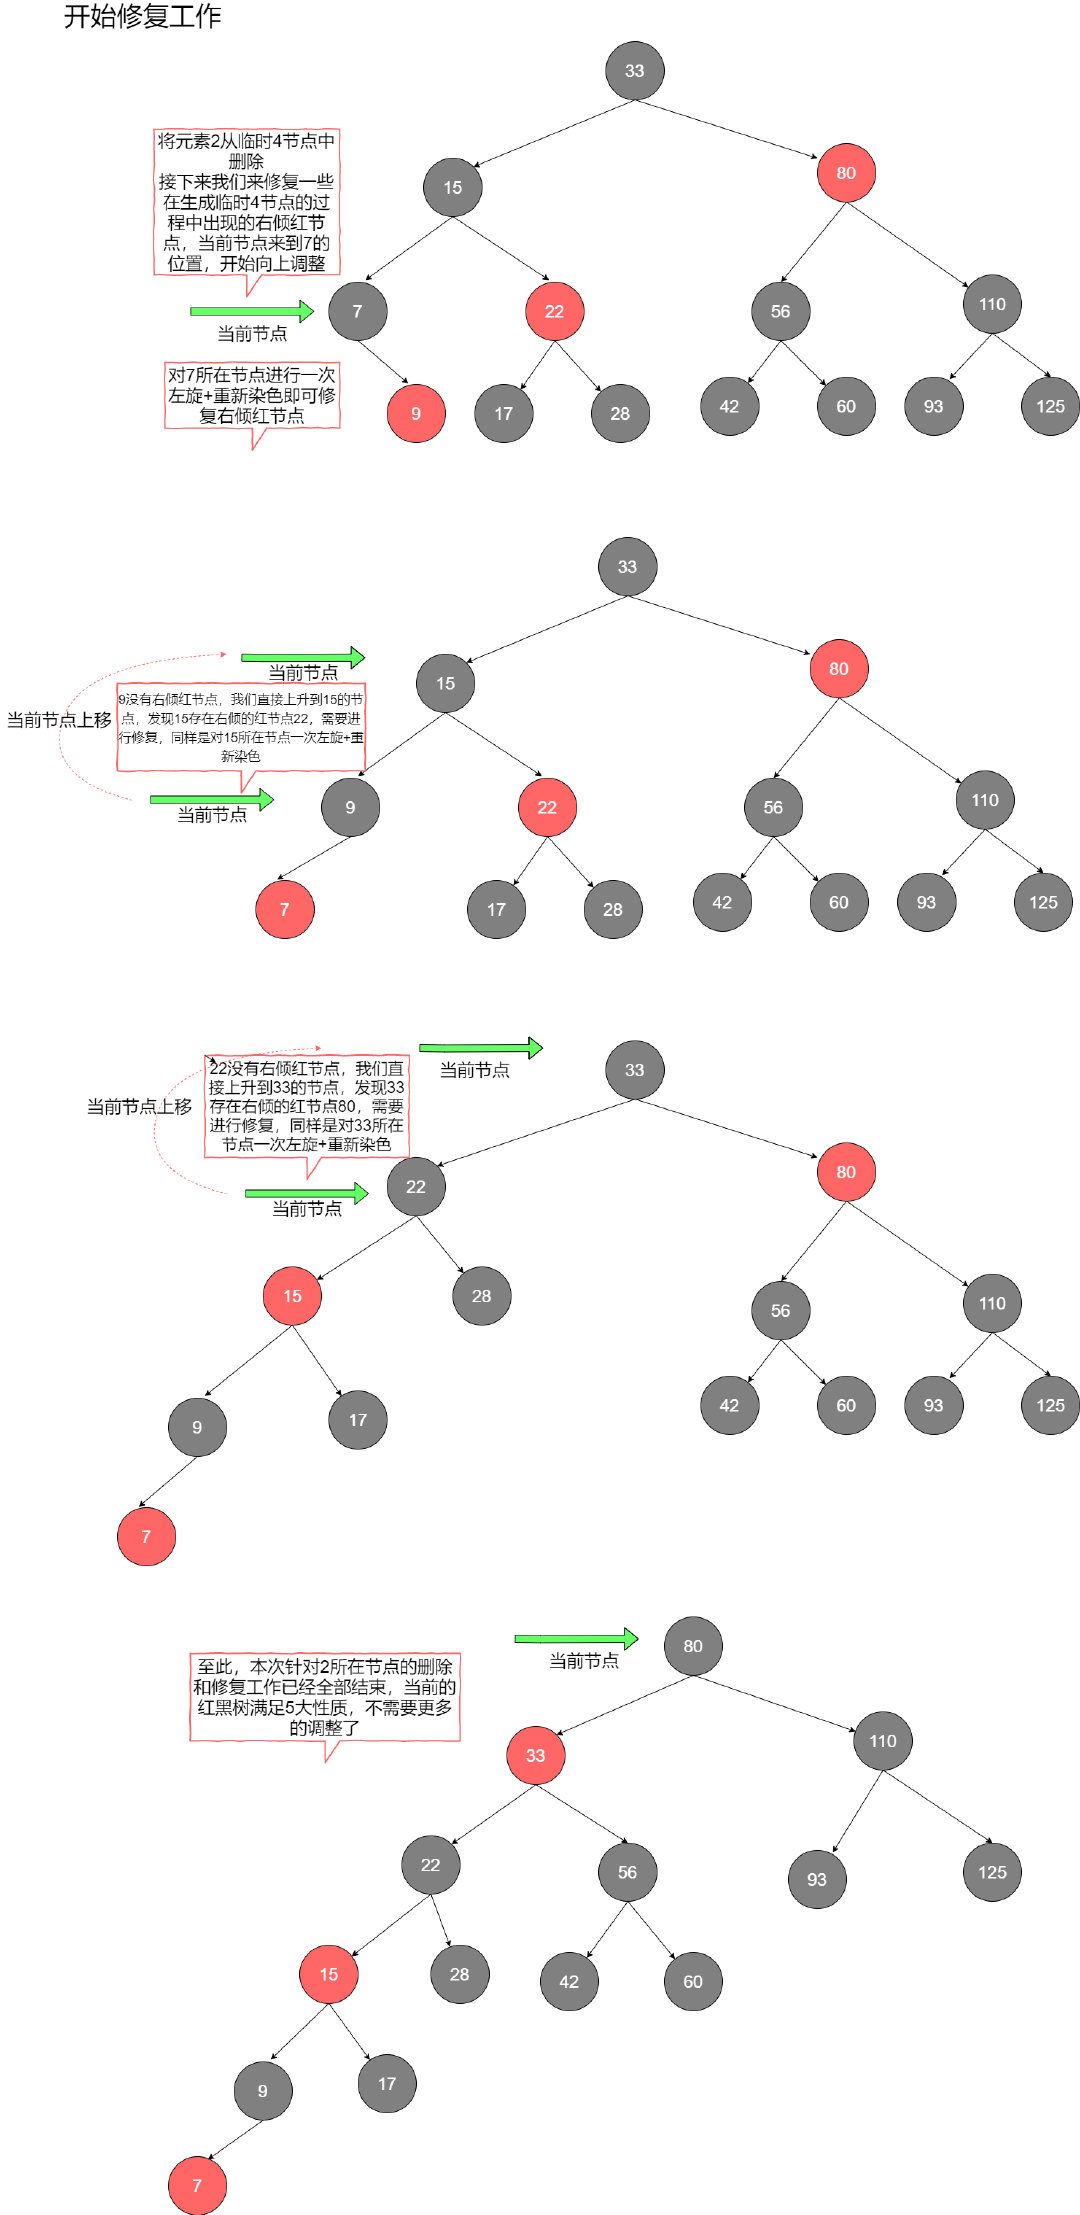 开始修复工作
33
将元素2从临时4节点中
删除
接下来我们来修复一些
在生成临时4节点的过
程中出现的右倾红节
点，当前节点来到7的
位置，开始向上调整
15
80
当前节点
7
22
56
110
对7所在节点进行一次
左旋+重新染色即可修
复右倾红节点
9
17
28
42
60
93
125
33
当前节点
15
80
当前节点上移
9没有右倾红节点，我们直接上升到15的节
点，发现15存在右倾的红节点22，需要进
行修复，同样是对15所在节点一次左旋+重
新染色
当前节点
9
22
56
110
7
17
28
42
60
93
125
当前节点
33
当前节点上移
22没有右倾红节点，我们直
接上升到33的节点，发现33
存在右倾的红节点80，需要
进行修复，同样是对33所在
节点一次左旋+重新染色
当前节点
22
80
15
28
56
110
9
17
42
60
93
125
7
当前节点
80
至此，本次针对2所在节点的删除
和修复工作已经全部结束，当前的
红黑树满足5大性质，不需要更多
的调整了
33
110
22
56
93
125
15
28
42
60
9
17
7